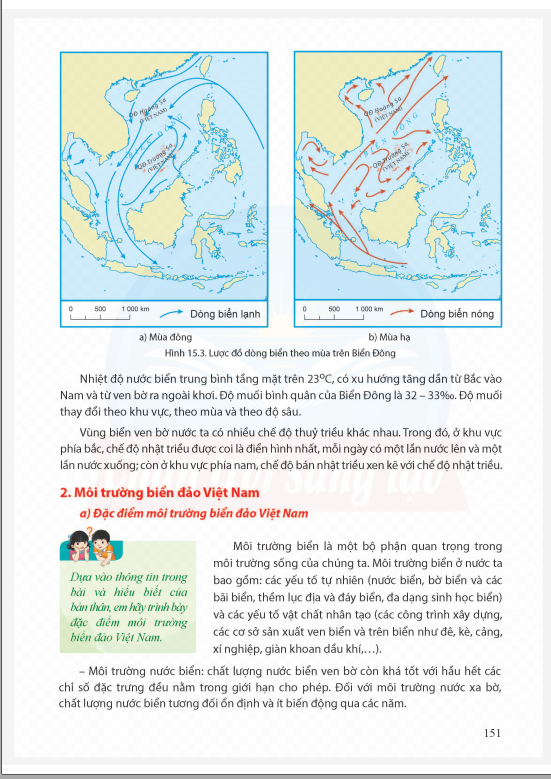 QĐ Hoàng Sa
(VIỆT NAM)
BIỂN ĐÔNG
QĐ Trường Sa
(VIỆT NAM)
0 500 1 000 km
Dòng biển lạnh
QĐ Hoàng Sa
(VIỆT NAM)
BIỂN ĐÔNG
QĐ Trường Sa
(VIỆT NAM)
0 500 1 000 km
Dòng biển nóng
a) Mùa đông
b) Mùa hạ
Hình 15.3. Lược đồ dòng biển theo mùa trên Biển Đông
Nhiệt độ nước biển trung bình tầng mặt trên 23°C, có xu hướng tăng dần từ Bắc vào
Nam và từ ven bờ ra ngoài khơi. Độ muối bình quân của Biển Đông là 32 – 33‰. Độ muối
thay đổi theo khu vực, theo mùa và theo độ sâu.
Vùng biển ven bờ nước ta có nhiều chế độ thuỷ triều khác nhau. Trong đó, ở khu vực
phía bắc, chế độ nhật triều được coi là điển hình nhất, mỗi ngày có một lần nước lên và một
lần nước xuống; còn ở khu vực phía nam, chế độ bán nhật triều xen kẽ với chế độ nhật triều.
2. Môi trường biển đảo Việt Nam
a) Đặc điểm môi trường biển đảo Việt Nam
?
Dựa vào thông tin trong
bài và hiểu biết của
bản thân, em hãy trình bày
đặc điểm môi trường
biển đảo Việt Nam.
Môi trường biển là một bộ phận quan trọng trong
môi trường sống của chúng ta. Môi trường biển ở nước ta
bao gồm: các yếu tố tự nhiên (nước biển, bờ biển và các
bãi biển, thềm lục địa và đáy biển, đa dạng sinh học biển)
và các yếu tố vật chất nhân tạo (các công trình xây dựng,
các cơ sở sản xuất ven biển và trên biển như đê, kè, cảng,
xí nghiệp, giàn khoan dầu khí,...).
– Môi trường nước biển: chất lượng nước biển ven bờ còn khá tốt với hầu hết các
chỉ số đặc trưng đều nằm trong giới hạn cho phép. Đối với môi trường nước xa bờ,
chất lượng nước biển tương đối ổn định và ít biến động qua các năm.
151